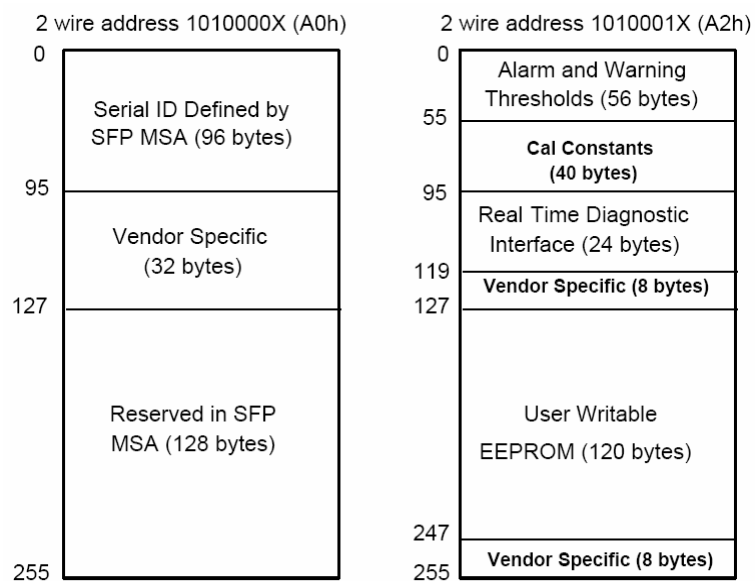 2 wire address 1010000X (A0h)
0
Serial ID Defined by
SFP MSA (96 bytes)
95
Vendor Specific
(32 bytes)
127
Reserved in SFP
MSA (128 bytes)
255
2 wire address 1010001X (A2h)
0
Alarm and Warning
Thresholds (56 bytes)
55
Cal Constants
(40 bytes)
95
Real Time Diagnostic
Interface (24 bytes)
119
Vendor Specific (8 bytes)
127
User Writable
EEPROM (120 bytes)
247
Vendor Specific (8 bytes)
255